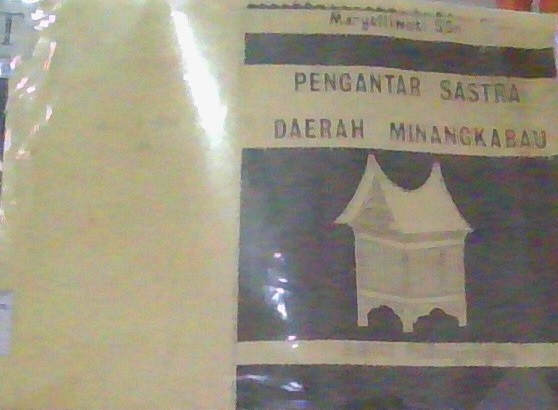 T
PENGANTAR SASTRA
DAERAH MINANGKABAU